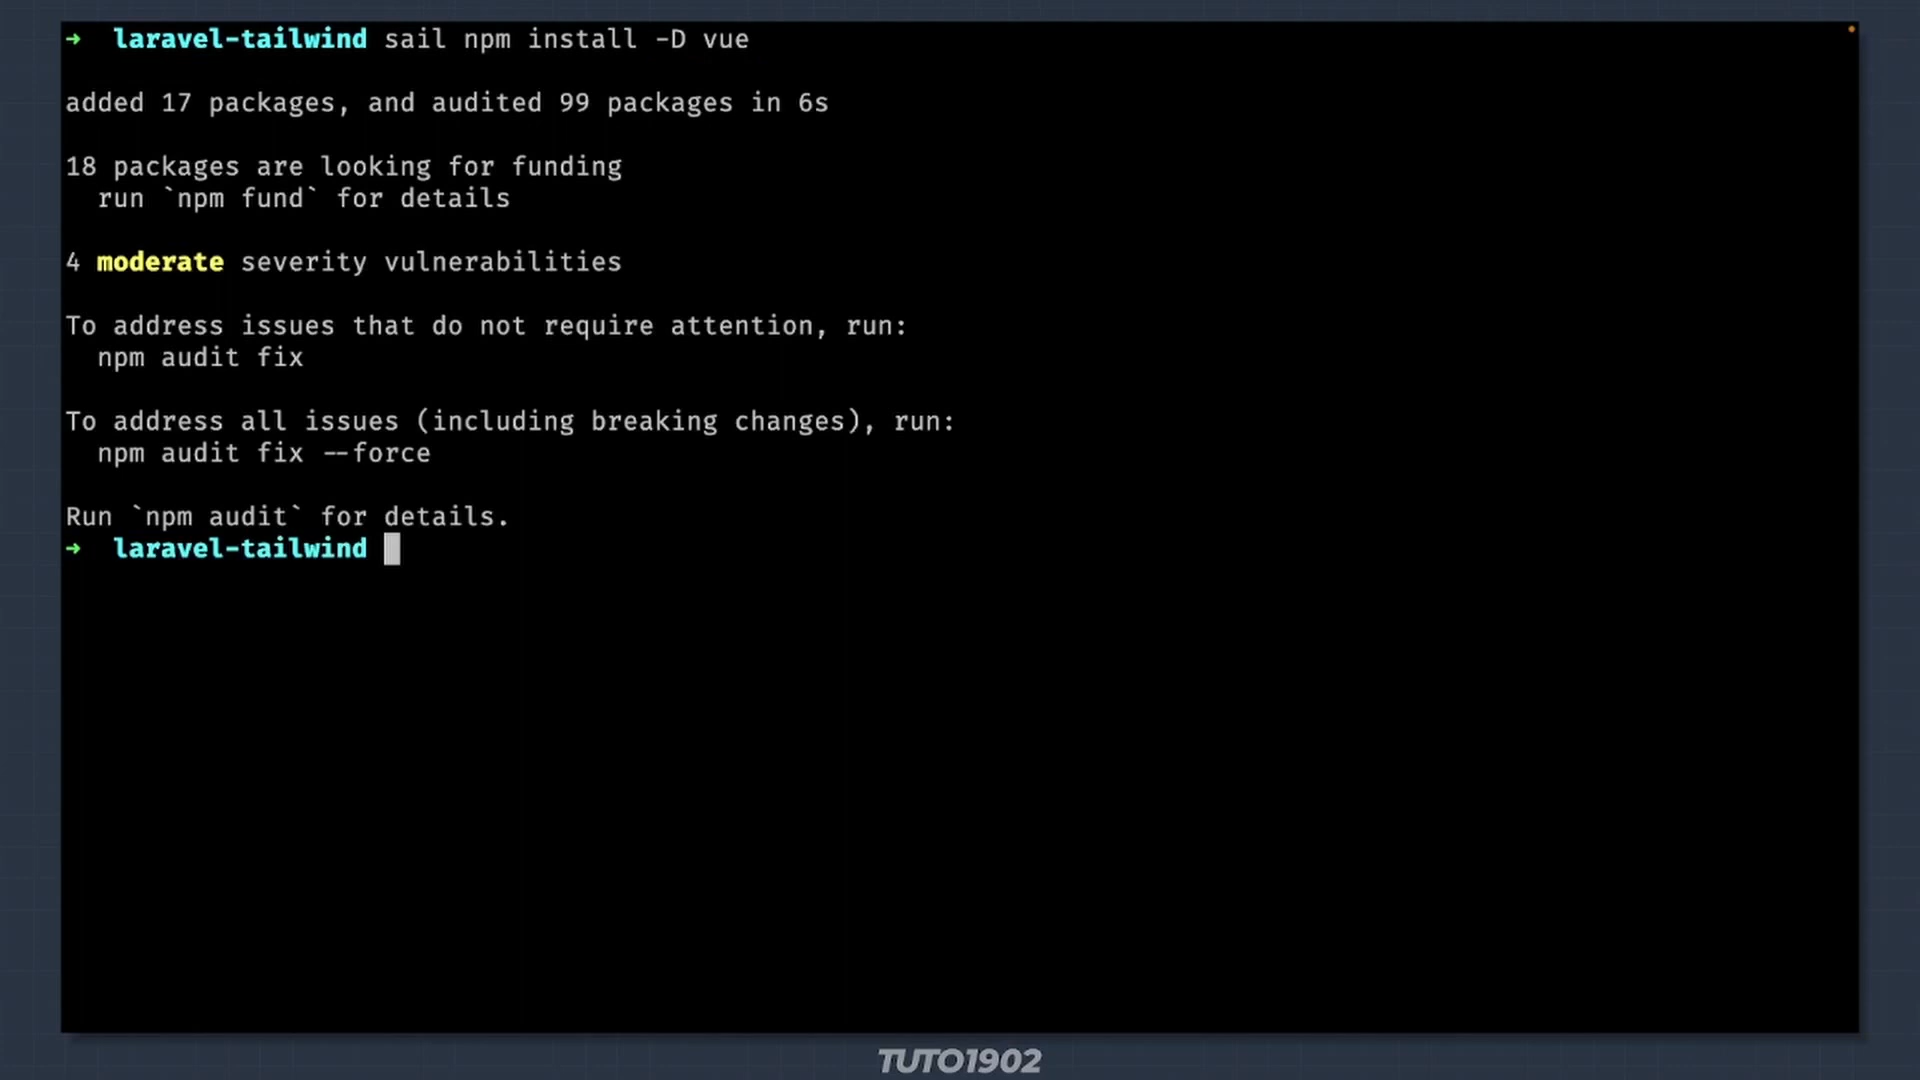 ➜ laravel-tailwind sail npm install -D vue
added 17 packages, and audited 99 packages in 6s
18 packages are looking for funding
run `npm fund` for details
4 moderate severity vulnerabilities
To address issues that do not require attention, run:
npm audit fix
To address all issues (including breaking changes), run:
npm audit fix --force
Run `npm audit` for details.
➜ laravel-tailwind
TUTO1902